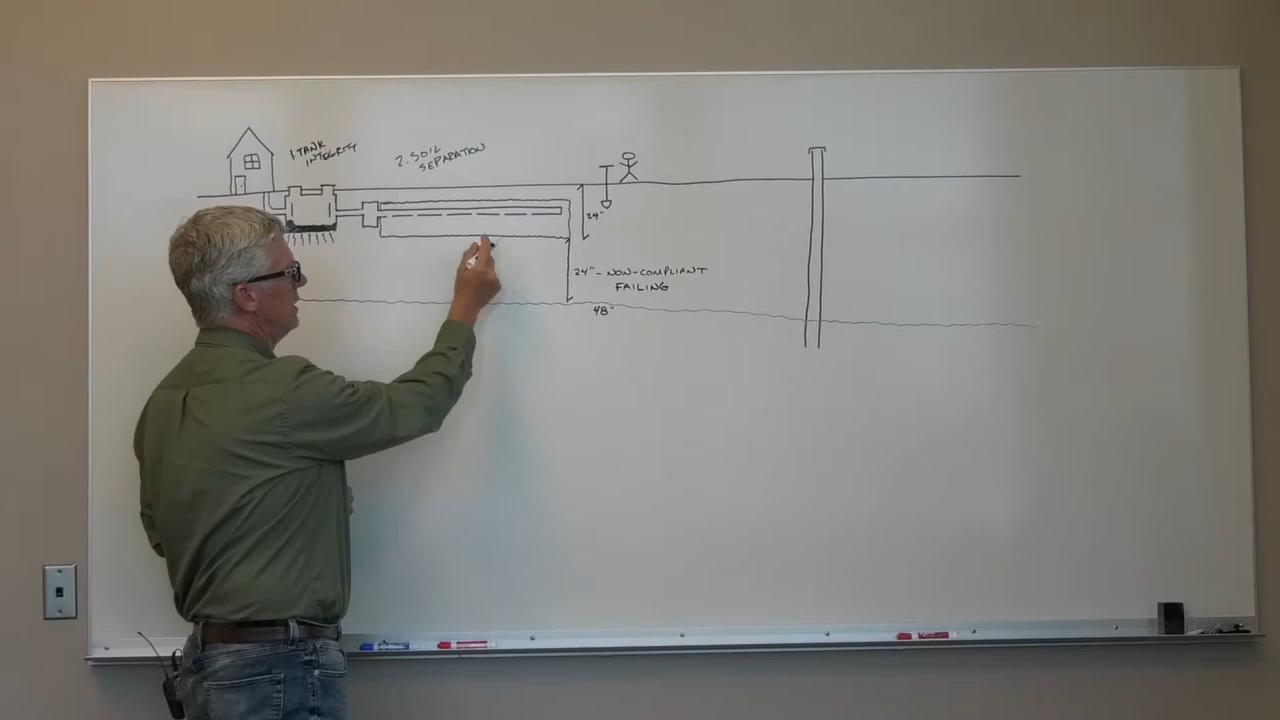 1. TANK
INTEGRITY
2. SOIL
SEPARATION
24"
24" - NON-COMPLIANT
FAILING
48"